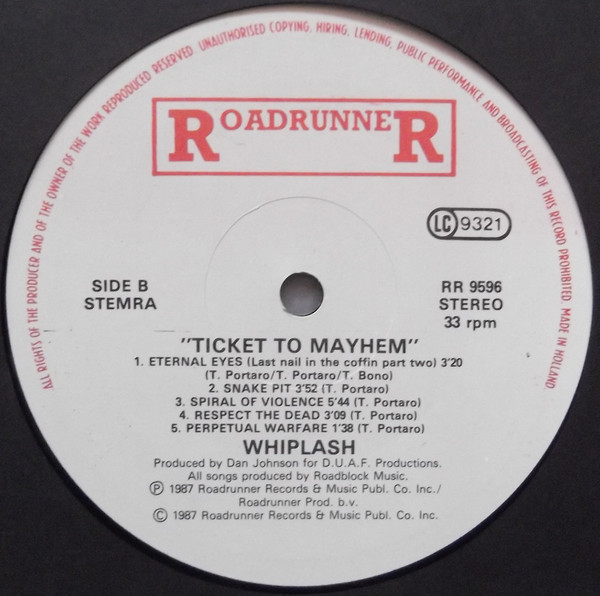 ALL RIGHTS OF THE PRODUCER AND OF THE OWNER OF THE WORK REPRODUCED RESERVED. UNAUTHORISED COPYING, HIRING, LENDING, PUBLIC PERFORMANCE AND BROADCASTING OF THIS RECORD PROHIBITED. MADE IN HOLLAND
ROADRUNNER
LC 9321
SIDE B
STEMRA
RR 9596
STEREO
33 rpm
"TICKET TO MAYHEM"
1. ETERNAL EYES (Last nail in the coffin part two) 3'20
(T. Portaro/T. Portaro/T. Bono)
2. SNAKE PIT 3'52 (T. Portaro)
3. SPIRAL OF VIOLENCE 5'44 (T. Portaro)
4. RESPECT THE DEAD 3'09 (T. Portaro)
5. PERPETUAL WARFARE 1'38 (T. Portaro)
WHIPLASH
Produced by Dan Johnson for D.U.A.F. Productions.
All songs produced by Roadblock Music.
Ⓟ 1987 Roadrunner Records & Music Publ. Co. Inc./
Roadrunner Prod. b.v.
© 1987 Roadrunner Records & Music Publ. Co. Inc.